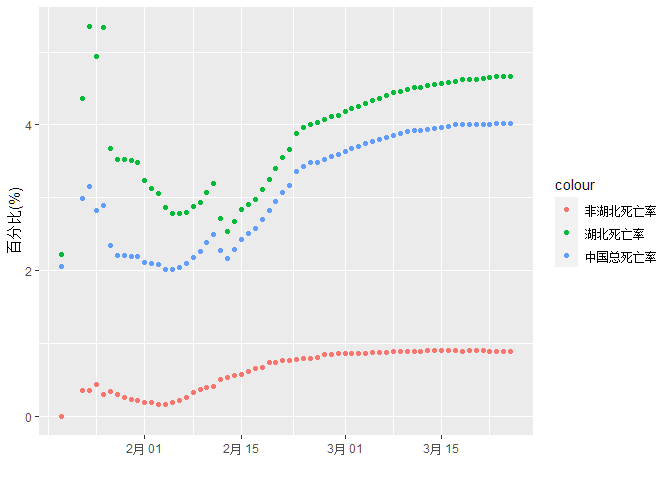 百分比(%)
4
2
0
2月 01
2月 15
3月 01
3月 15
colour
非湖北死亡率
湖北死亡率
中国总死亡率